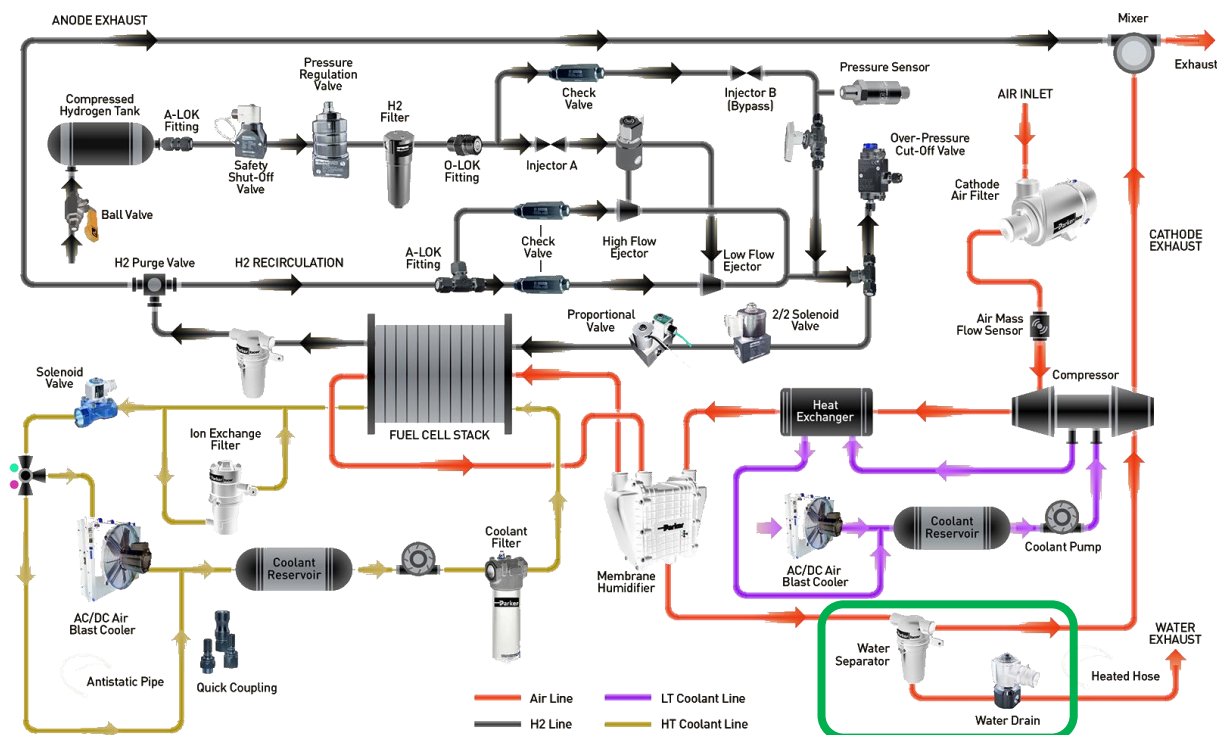 ANODE EXHAUST
Mixer
Exhaust
Pressure
Regulation
Valve
Check
Valve
Injector B
(Bypass)
Pressure Sensor
Compressed
Hydrogen Tank
A-LOK
Fitting
H2
Filter
AIR INLET
Safety
Shut-Off
Valve
O-LOK
Fitting
Injector A
Over-Pressure
Cut-Off Valve
Cathode
Air Filter
Parker
Ball Valve
CATHODE
EXHAUST
A-LOK
Fitting
Check
Valve
High Flow
Ejector
Low Flow
Ejector
H2 Purge Valve
H2 RECIRCULATION
Proportional
Valve
2/2 Solenoid
Valve
Air Mass
Flow Sensor
Solenoid
Valve
Compressor
Heat
Exchanger
FUEL CELL STACK
Ion Exchange
Filter
Parker
Coolant
Reservoir
Coolant
Filter
Parker
Membrane
Humidifier
AC/DC Air
Blast Cooler
Coolant
Reservoir
Coolant Pump
AC/DC Air
Blast Cooler
Water
Separator
WATER
EXHAUST
Antistatic Pipe
Quick Coupling
Heated Hose
Water Drain
Air Line
LT Coolant Line
H2 Line
HT Coolant Line